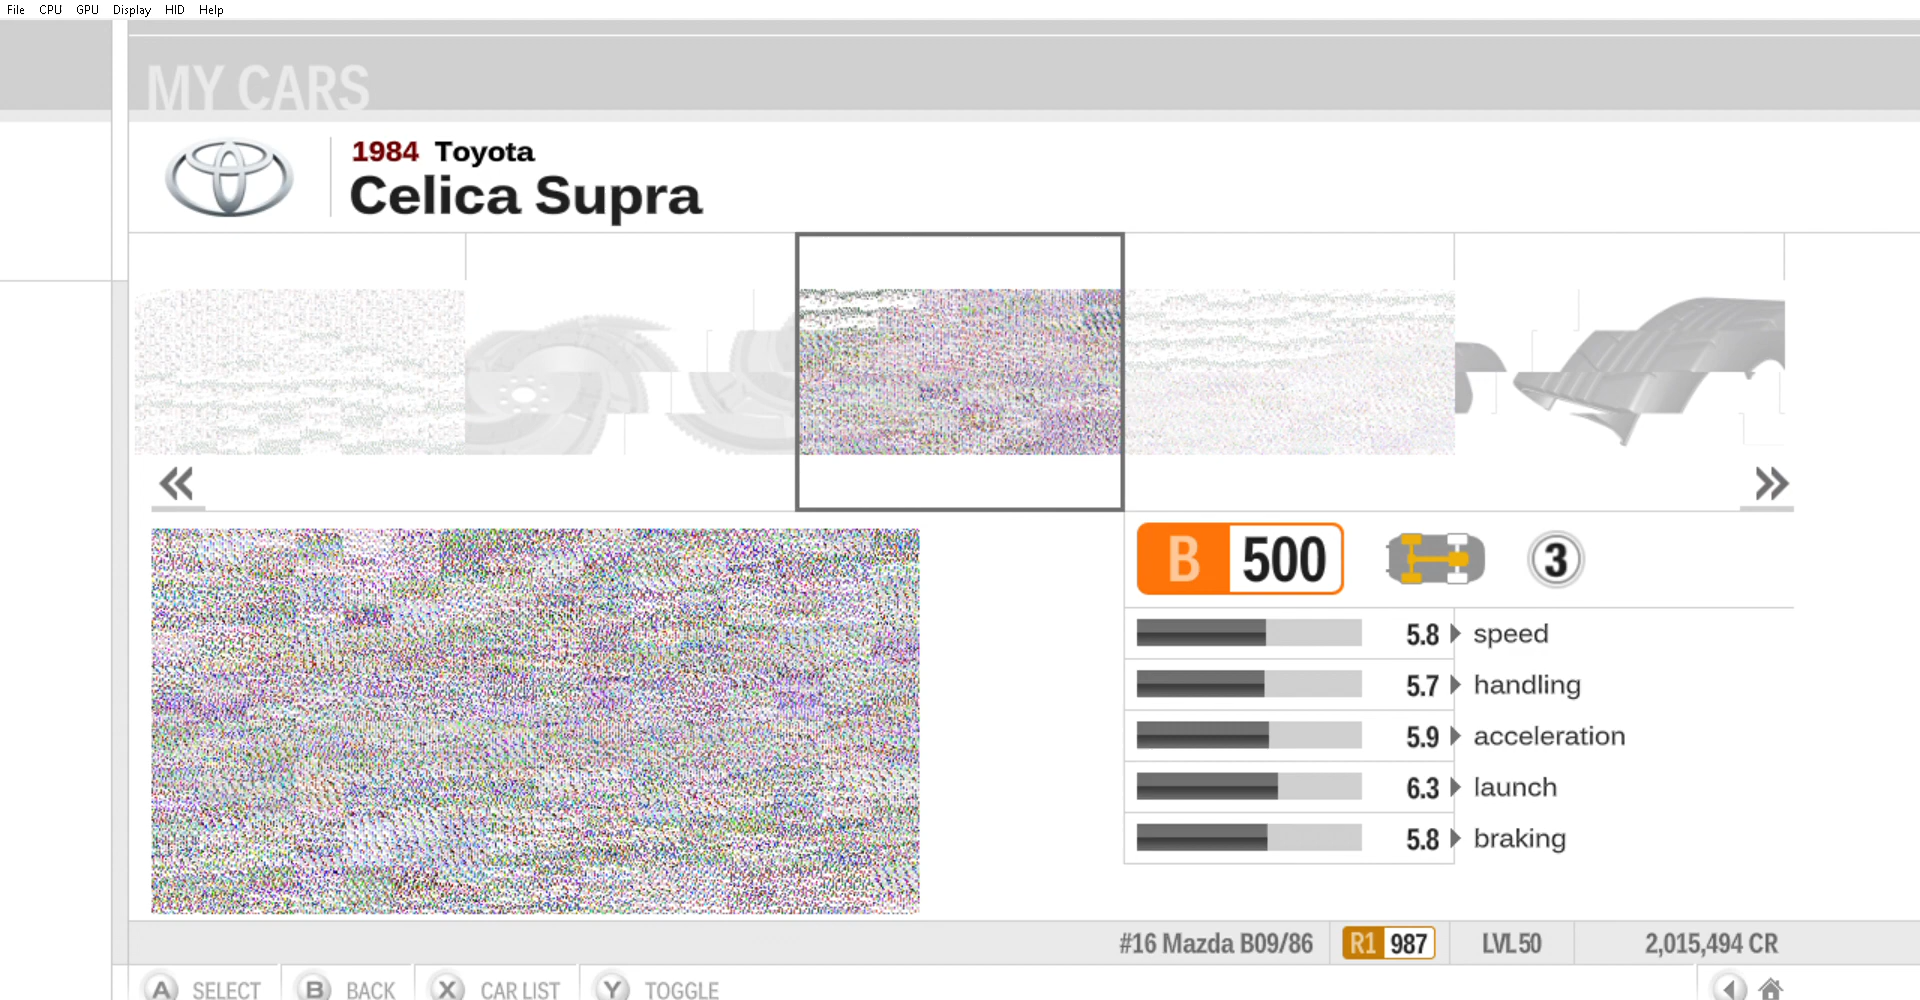 File CPU GPU Display HID Help
MY CARS
1984 Toyota
Celica Supra
B 500 3
5.8 speed
5.7 handling
5.9 acceleration
6.3 launch
5.8 braking
#16 Mazda B09/86 R1 987 LVL50 2,015,494 CR
A SELECT B BACK X CAR LIST Y TOGGLE